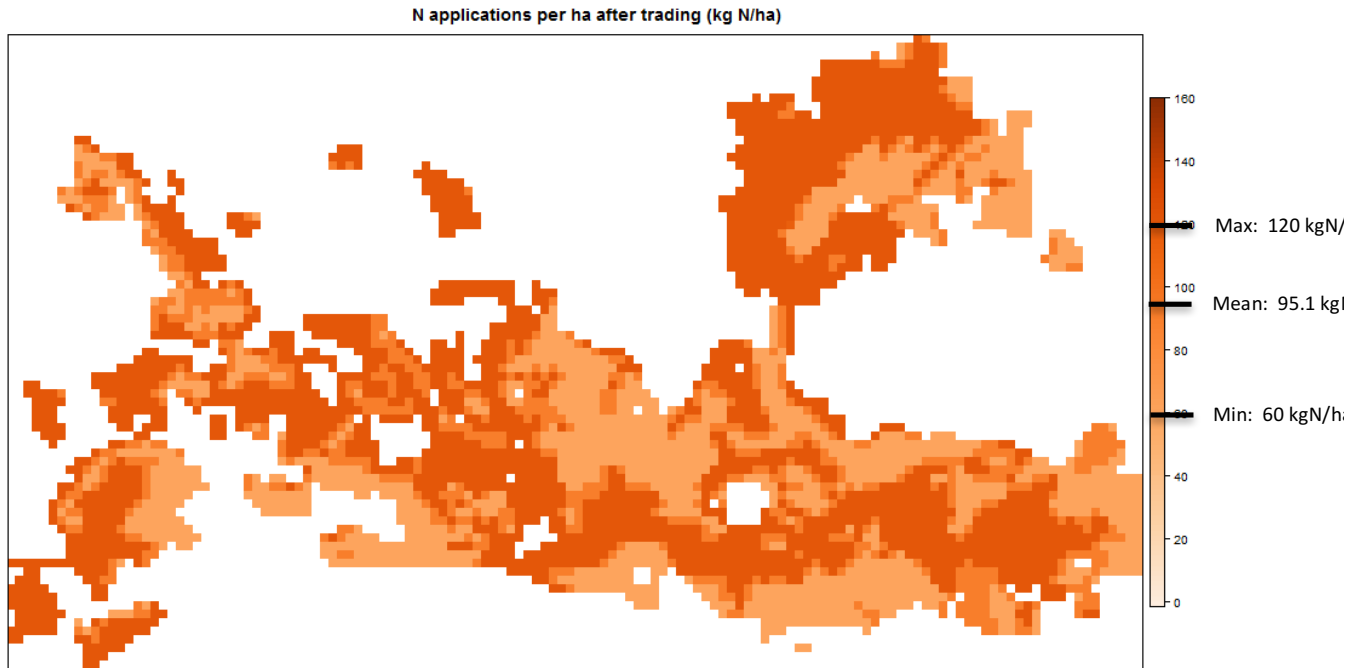 N applications per ha after trading (kg N/ha)
160
140
Max: 120 kgN/
100
Mean: 95.1 kg
80
Min: 60 kgN/ha
40
20
0